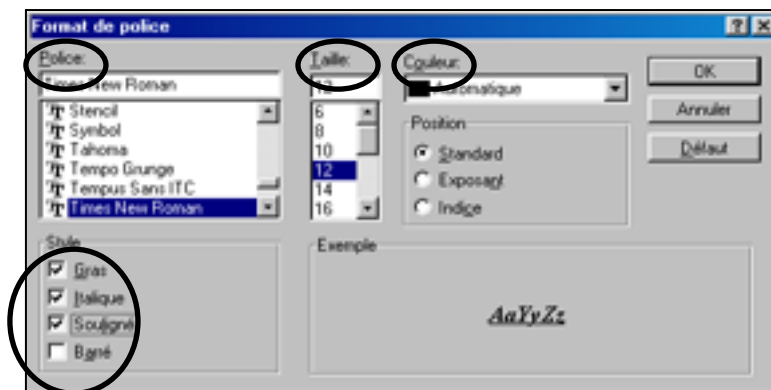 Format de police
Police:
Times New Roman
Stencil
Symbol
Tahoma
Tempo Grunge
Tempus Sans ITC
Times New Roman
Taille:
12
6
8
10
12
14
16
Couleur:
Automatique
Position
Standard
Exposant
Indice
OK
Annuler
Défaut
Style
Gras
Italique
Souligné
Barré
Exemple
AaYyZz